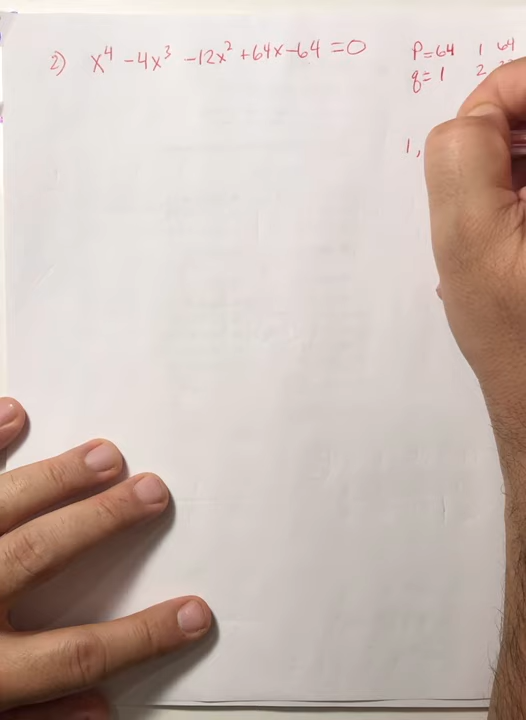 2) x⁴ -4x³ -12x² +64x-64 =0
P=64 1 64
q=1 2
1,